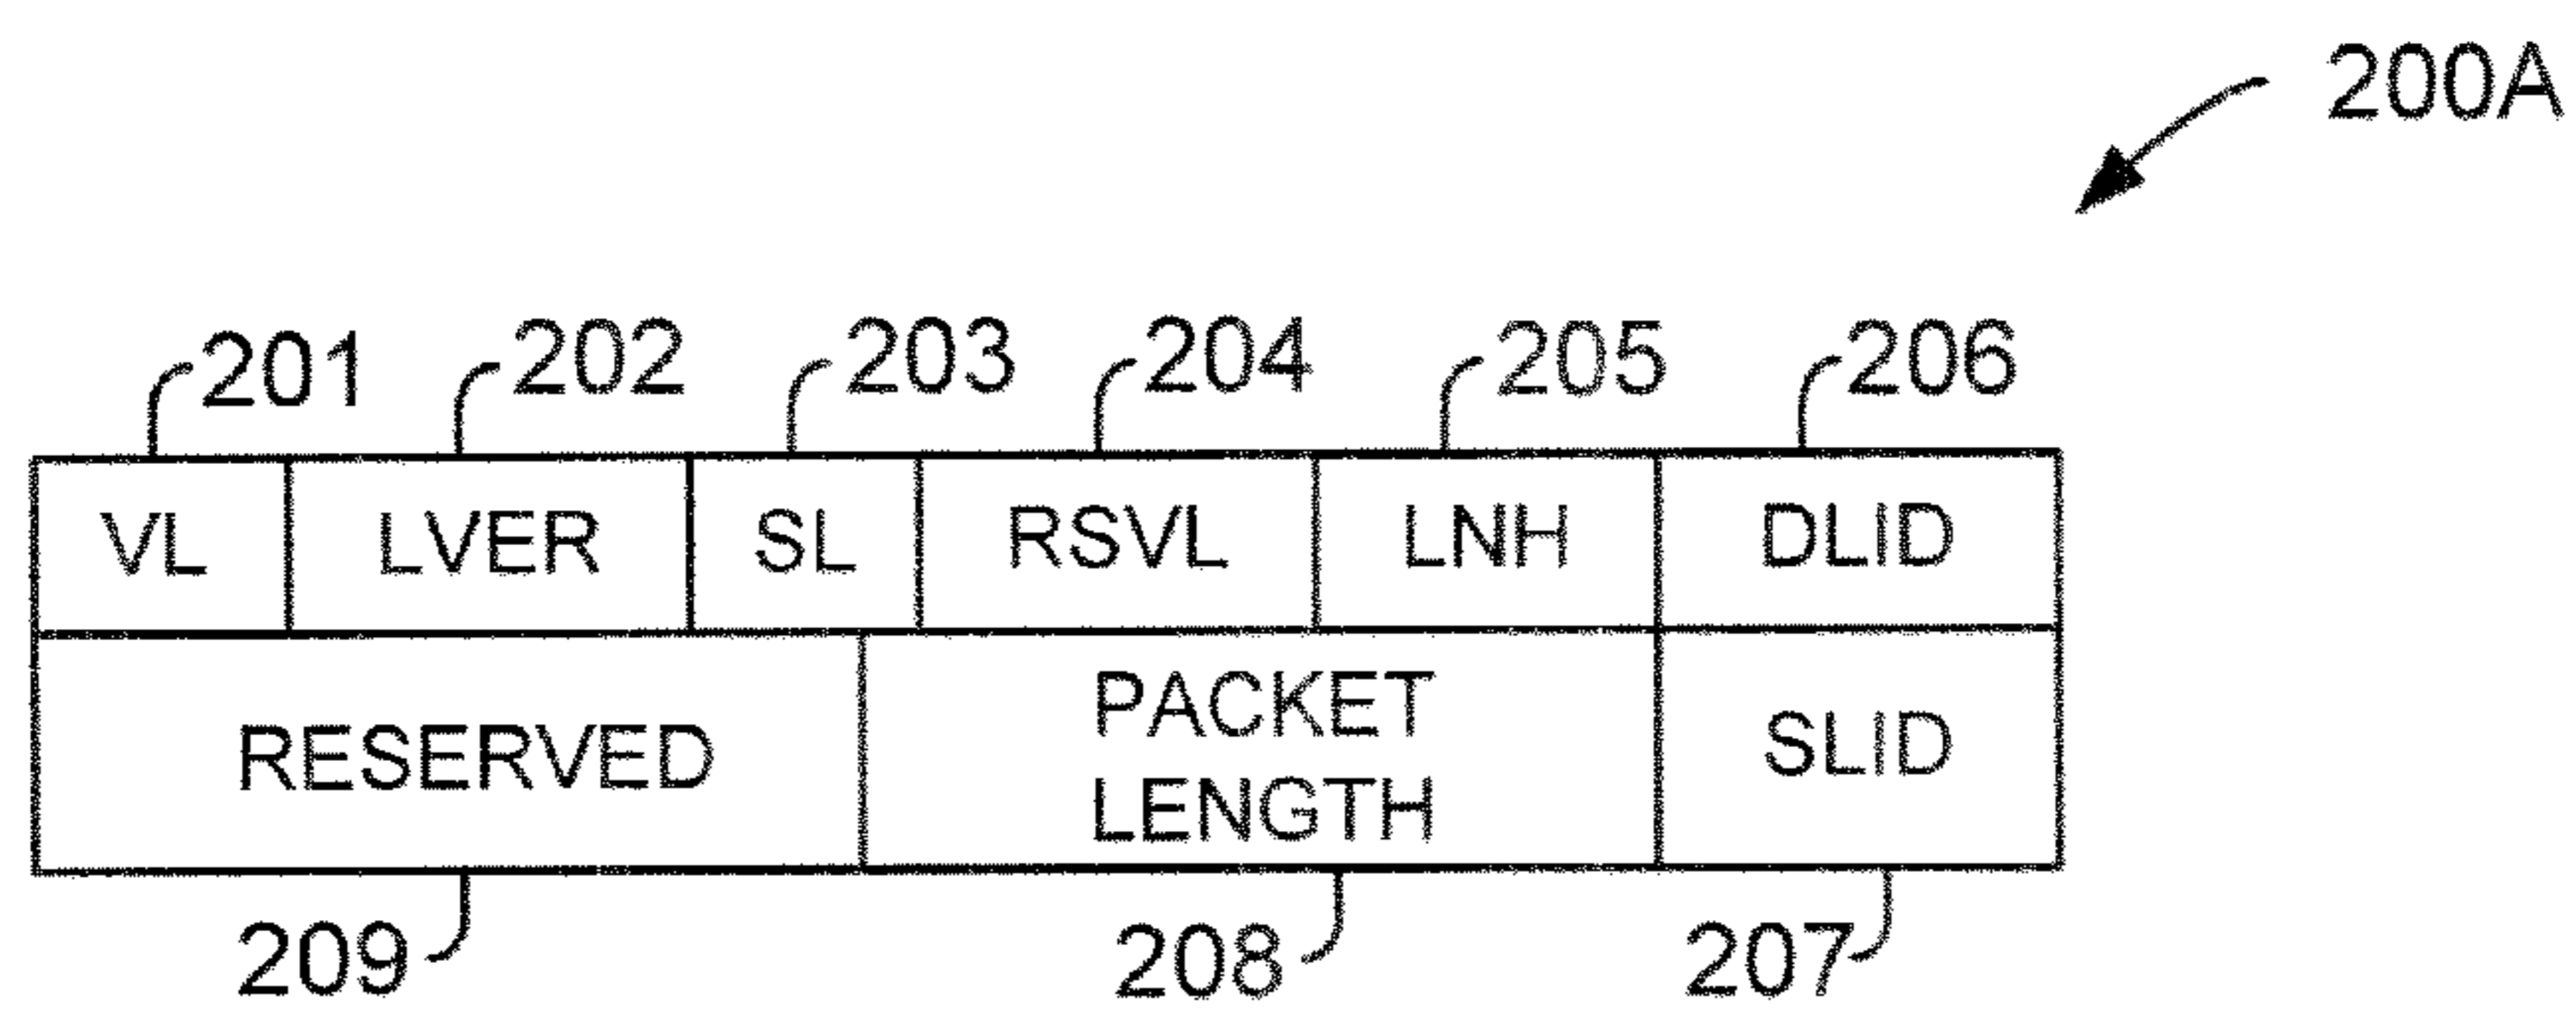 200A
201 202 203 204 205 206
VL LVER SL RSVL LNH DLID
RESERVED PACKET LENGTH SLID
209 208 207